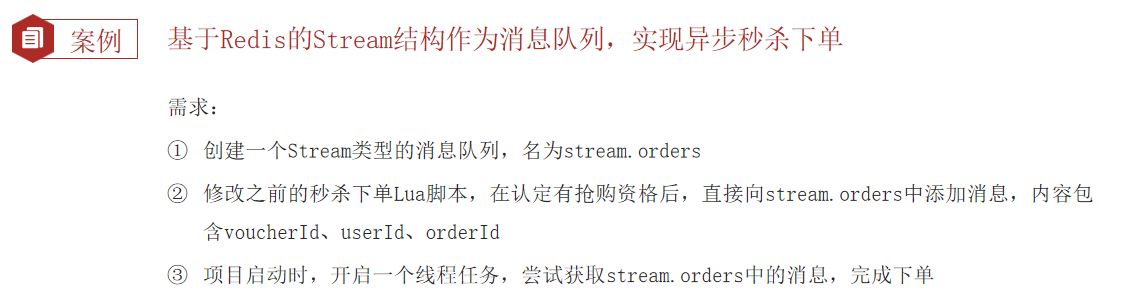 案例
基于Redis的Stream结构作为消息队列，实现异步秒杀下单
需求：
① 创建一个Stream类型的消息队列，名为stream.orders
② 修改之前的秒杀下单Lua脚本，在认定有抢购资格后，直接向stream.orders中添加消息，内容包
含voucherId、userId、orderId
③ 项目启动时，开启一个线程任务，尝试获取stream.orders中的消息，完成下单